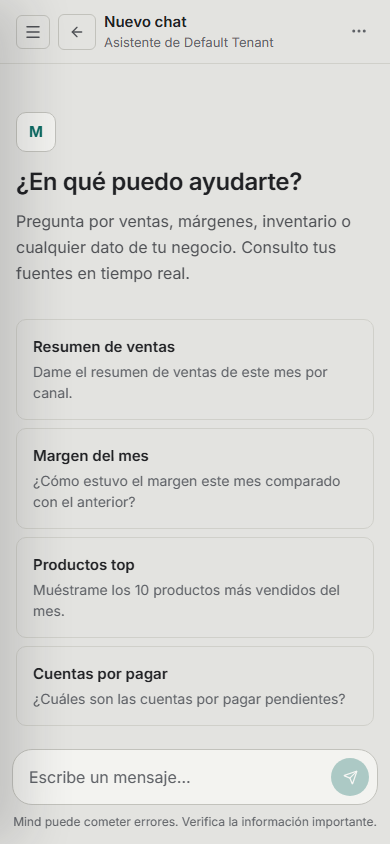 Nuevo chat
Asistente de Default Tenant
M
¿En qué puedo ayudarte?
Pregunta por ventas, márgenes, inventario o
cualquier dato de tu negocio. Consulto tus
fuentes en tiempo real.
Resumen de ventas
Dame el resumen de ventas de este mes por
canal.
Margen del mes
¿Cómo estuvo el margen este mes comparado
con el anterior?
Productos top
Muéstrame los 10 productos más vendidos del
mes.
Cuentas por pagar
¿Cuáles son las cuentas por pagar pendientes?
Escribe un mensaje...
Mind puede cometer errores. Verifica la información importante.